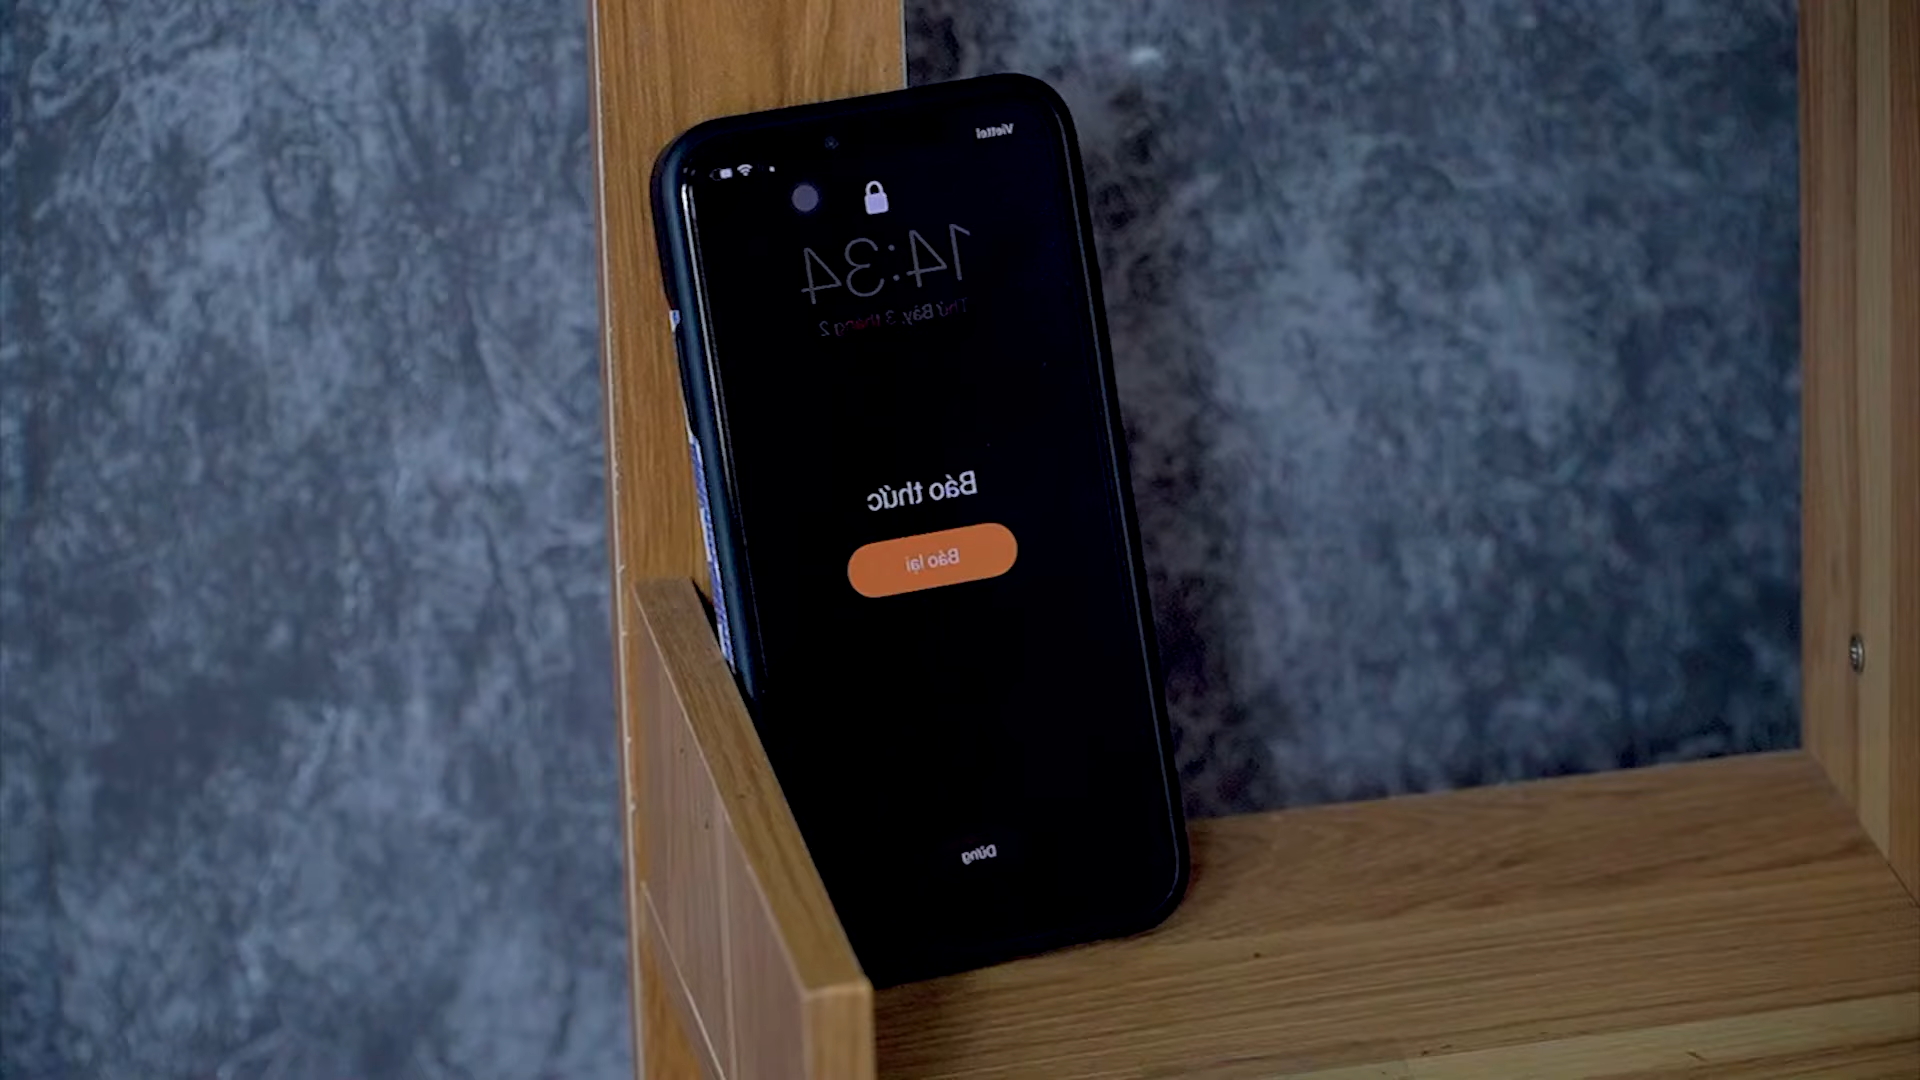 Viettel
14:34
Thứ Bảy, 3 tháng 2
Báo thức
Báo lại
Dừng